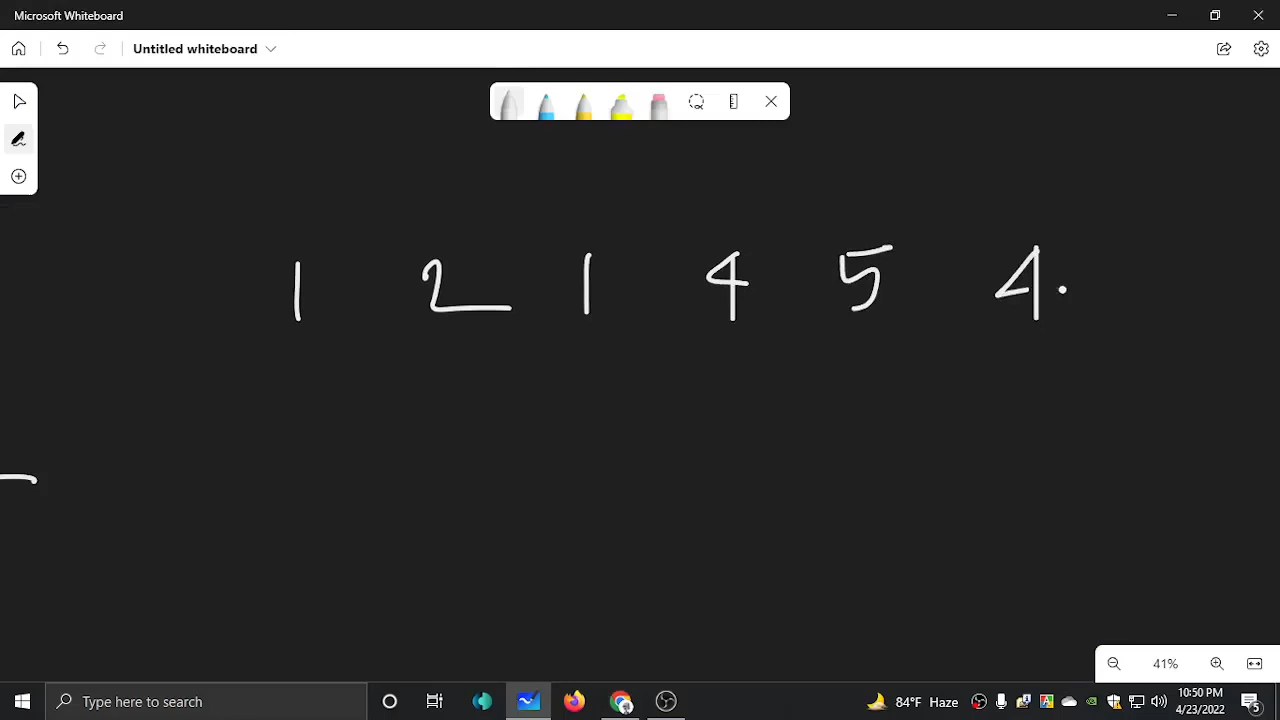 Microsoft Whiteboard
Untitled whiteboard
1 2 1 4 5 4.
41%
Type here to search
84°F Haze
10:50 PM
4/23/2022
5